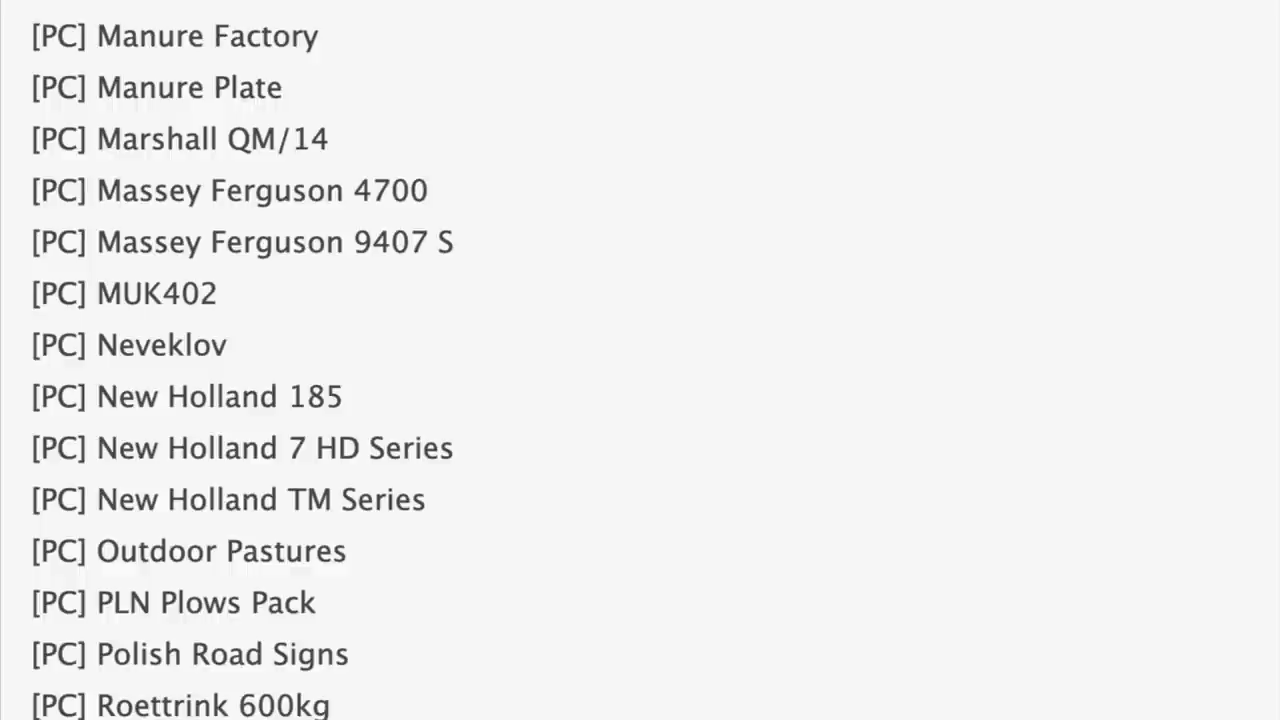 [PC] Manure Factory
[PC] Manure Plate
[PC] Marshall QM/14
[PC] Massey Ferguson 4700
[PC] Massey Ferguson 9407 S
[PC] MUK402
[PC] Neveklov
[PC] New Holland 185
[PC] New Holland 7 HD Series
[PC] New Holland TM Series
[PC] Outdoor Pastures
[PC] PLN Plows Pack
[PC] Polish Road Signs
[PC] Roettrink 600kg